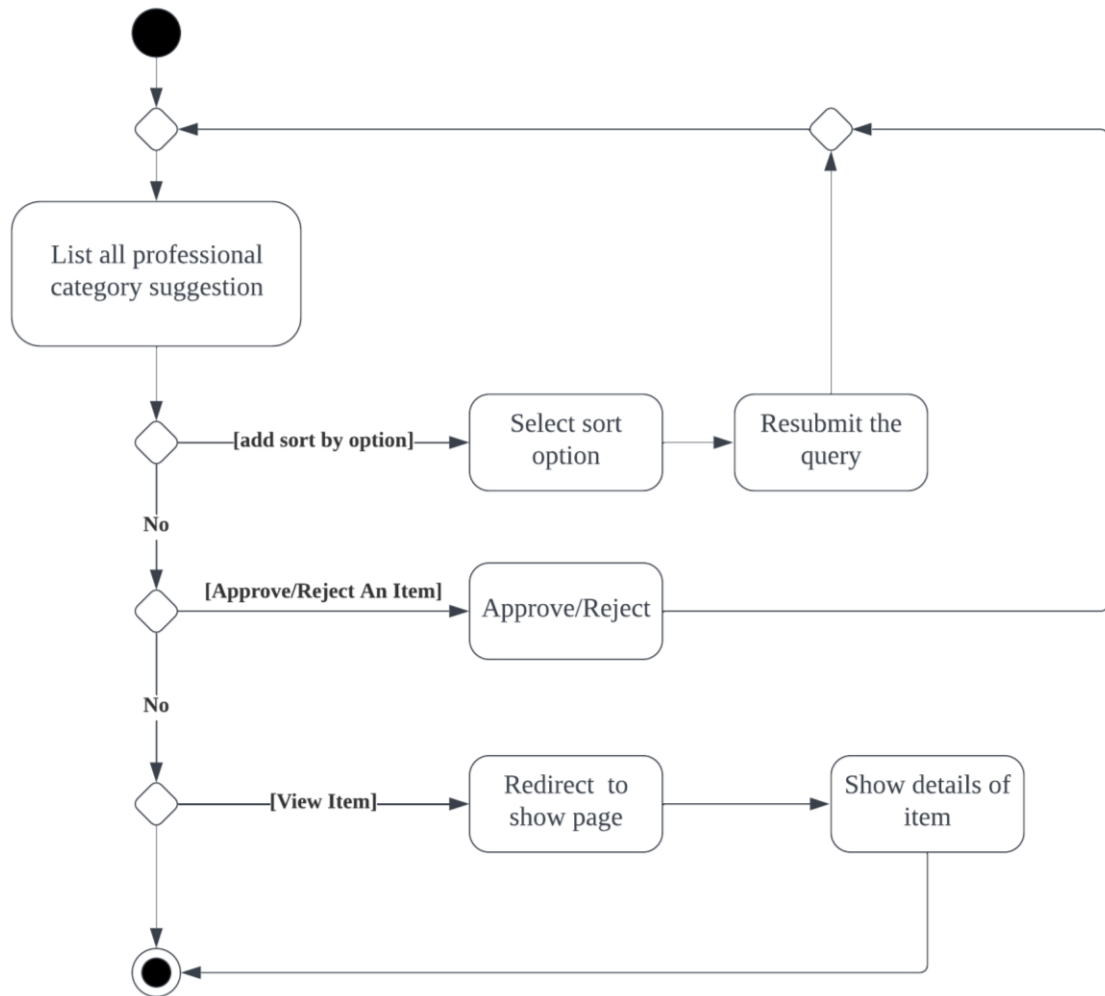 List all professional
category suggestion
[add sort by option]
Select sort
option
Resubmit the
query
No
[Approve/Reject An Item]
Approve/Reject
No
[View Item]
Redirect to
show page
Show details of
item